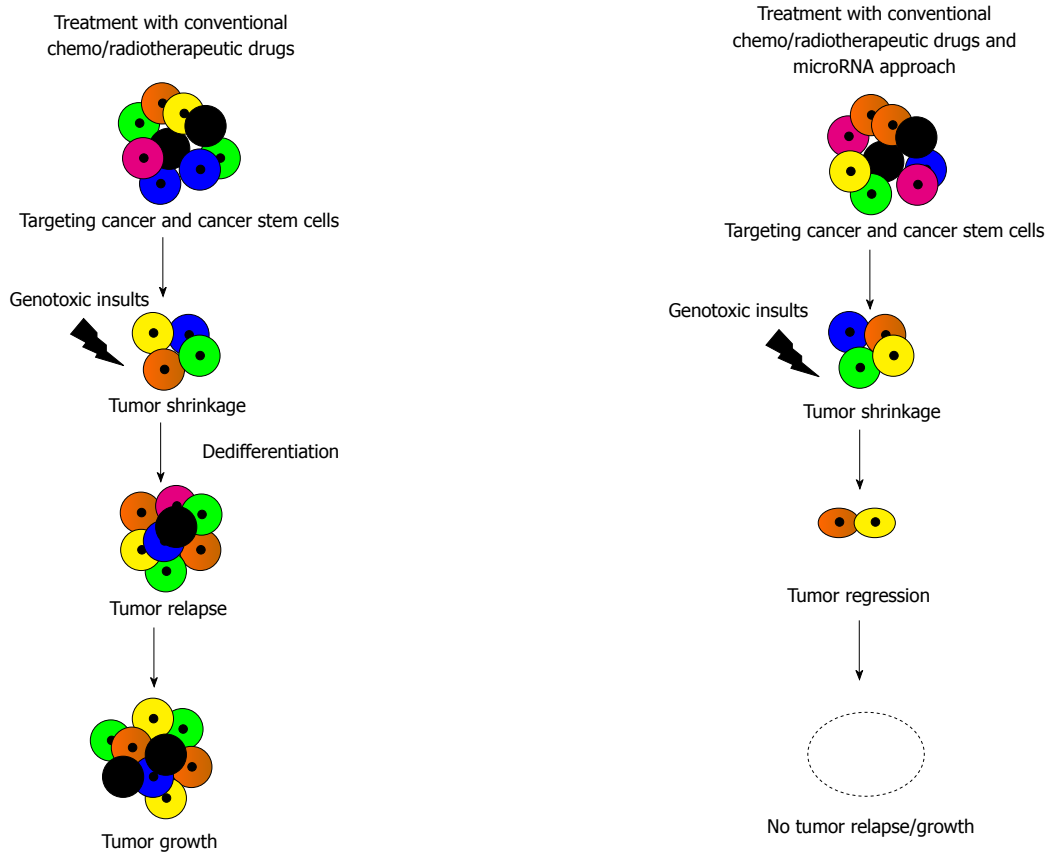 Treatment with conventional
chemo/radiotherapeutic drugs
Targeting cancer and cancer stem cells
Genotoxic insults
Tumor shrinkage
Dedifferentiation
Tumor relapse
Tumor growth
Treatment with conventional
chemo/radiotherapeutic drugs and
microRNA approach
Targeting cancer and cancer stem cells
Genotoxic insults
Tumor shrinkage
Tumor regression
No tumor relapse/growth